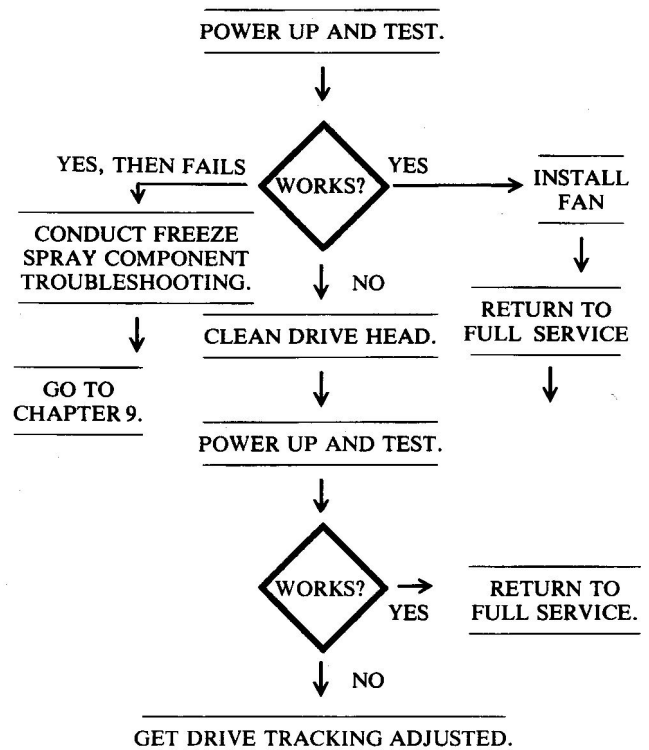 POWER UP AND TEST.
YES, THEN FAILS
WORKS?
YES
INSTALL
FAN
CONDUCT FREEZE
SPRAY COMPONENT
TROUBLESHOOTING.
NO
RETURN TO
FULL SERVICE
CLEAN DRIVE HEAD.
GO TO
CHAPTER 9.
POWER UP AND TEST.
WORKS?
YES
RETURN TO
FULL SERVICE.
NO
GET DRIVE TRACKING ADJUSTED.